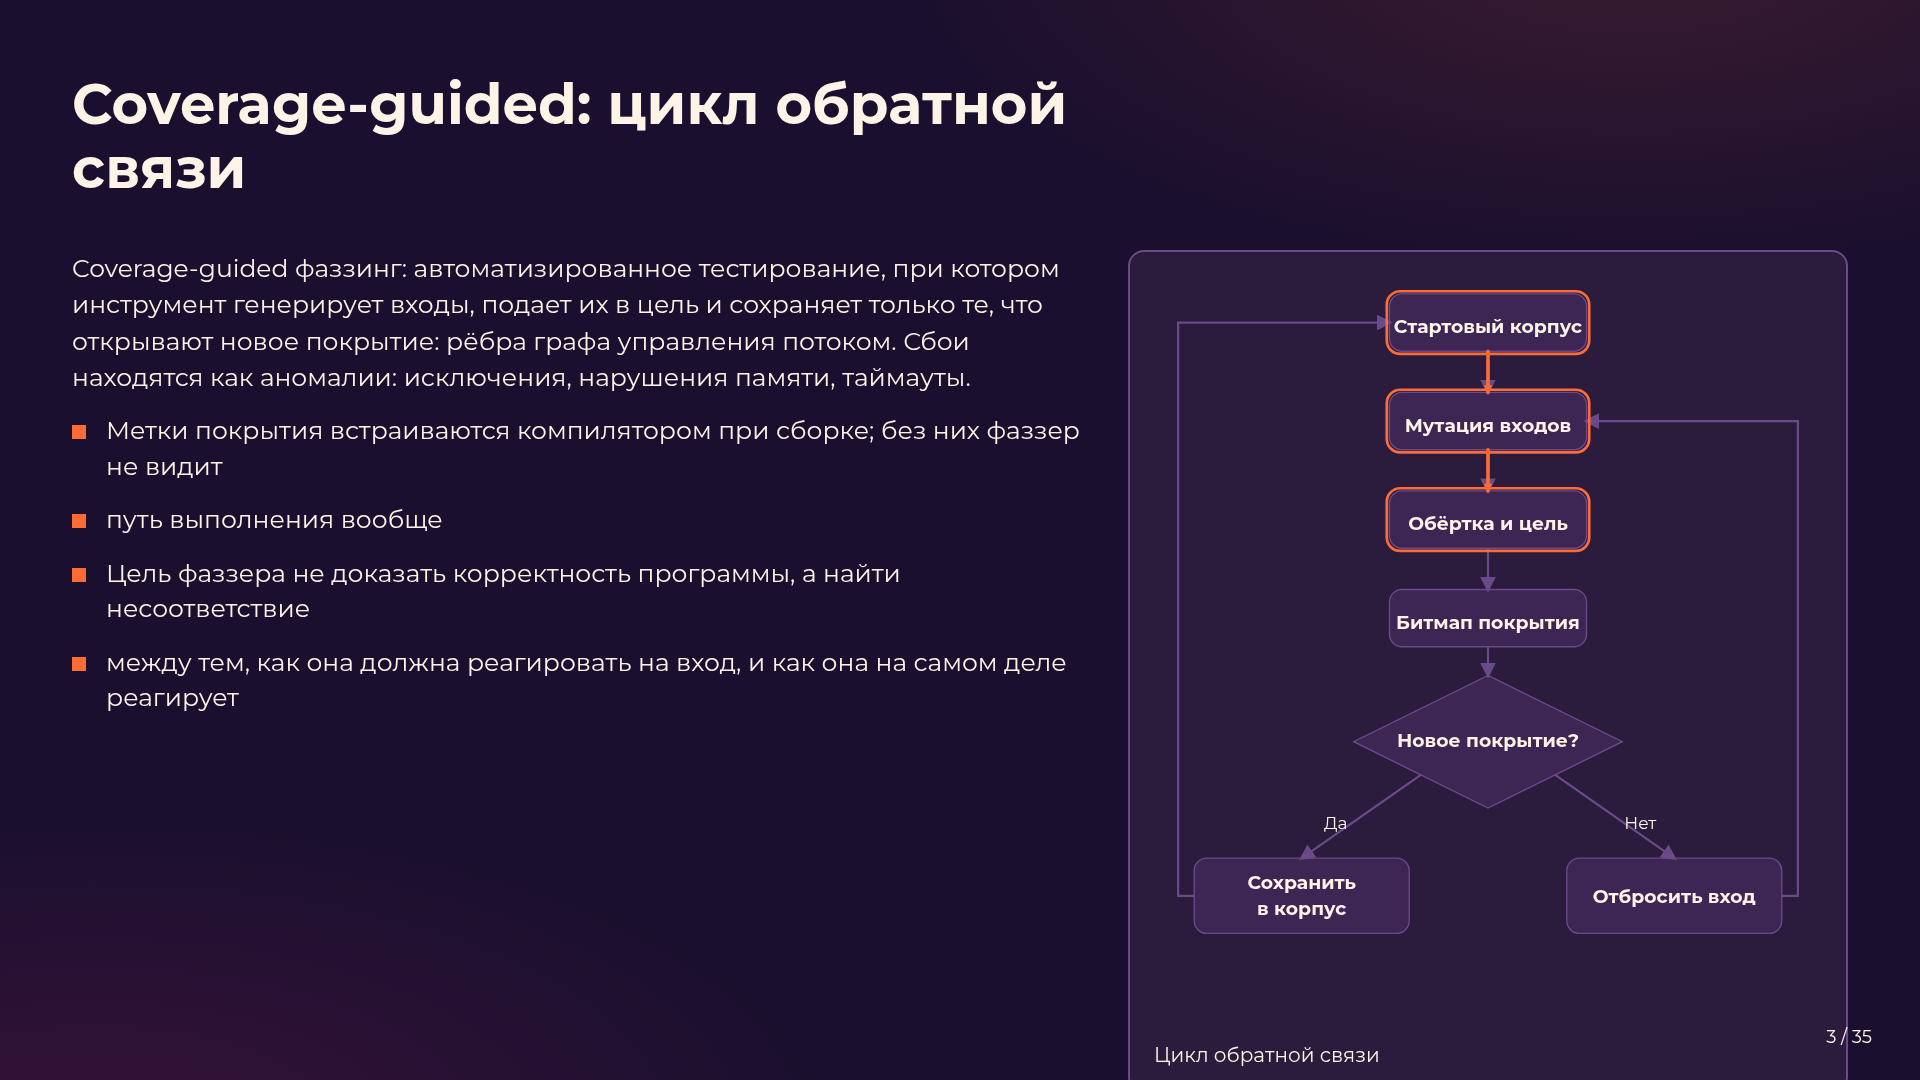 Coverage-guided: цикл обратной
связи
Coverage-guided фаззинг: автоматизированное тестирование, при котором
инструмент генерирует входы, подает их в цель и сохраняет только те, что
открывают новое покрытие: рёбра графа управления потоком. Сбои
находятся как аномалии: исключения, нарушения памяти, таймауты.
Метки покрытия встраиваются компилятором при сборке; без них фаззер
не видит
путь выполнения вообще
Цель фаззера не доказать корректность программы, а найти
несоответствие
между тем, как она должна реагировать на вход, и как она на самом деле
реагирует
Стартовый корпус
Мутация входов
Обёртка и цель
Битмап покрытия
Новое покрытие?
Да
Нет
Сохранить
в корпус
Отбросить вход
Цикл обратной связи
3 / 35